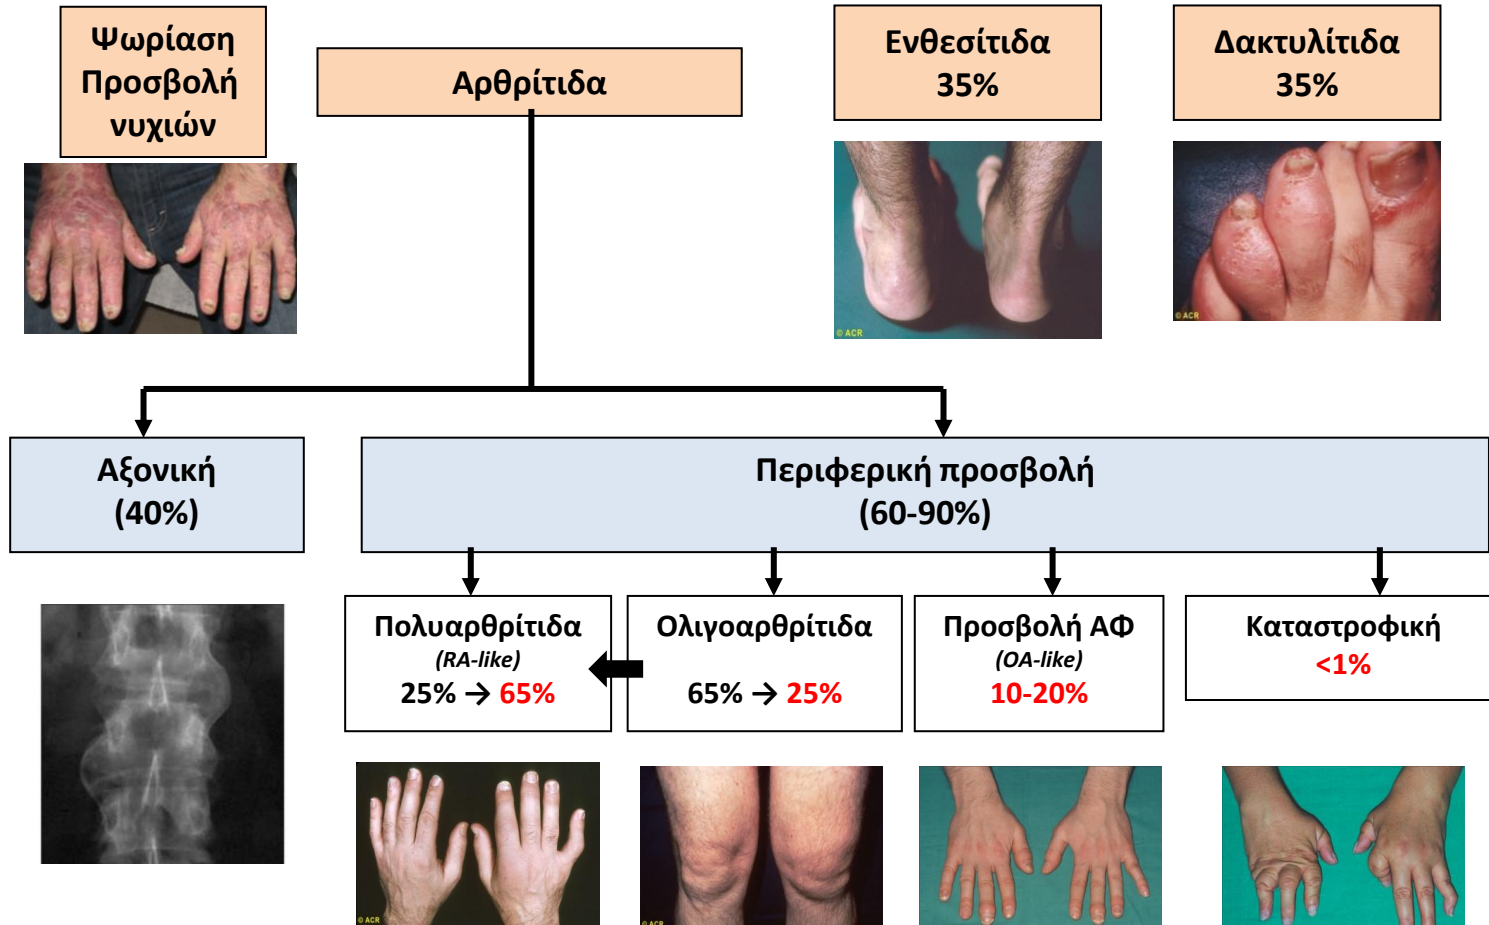 Ψωρίαση
Προσβολή
νυχιών
Αρθρίτιδα
Ενθεσίτιδα
35%
Δακτυλίτιδα
35%
© ACR
© ACR
Αξονική
(40%)
Περιφερική προσβολή
(60-90%)
Πολυαρθρίτιδα
(RA-like)
25% → 65%
Ολιγοαρθρίτιδα
65% → 25%
Προσβολή ΑΦ
(OA-like)
10-20%
Καταστροφική
<1%
© ACR
© ACR